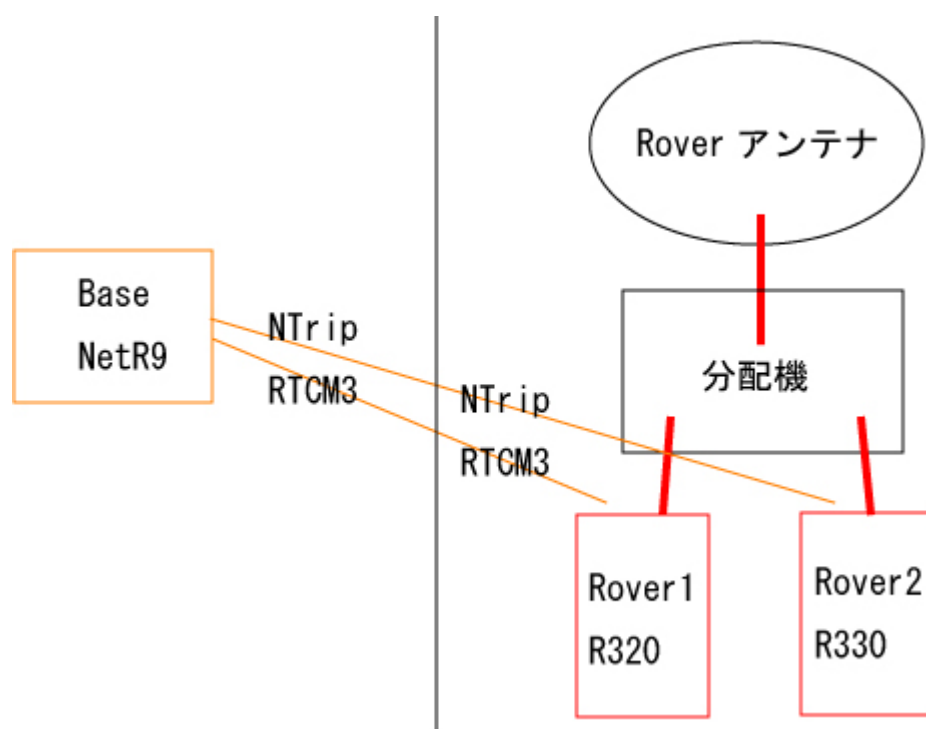 Rover アンテナ
Base
NetR9
NTrip
RTCM3
NTrip
RTCM3
分配機
Rover1
R320
Rover2
R330